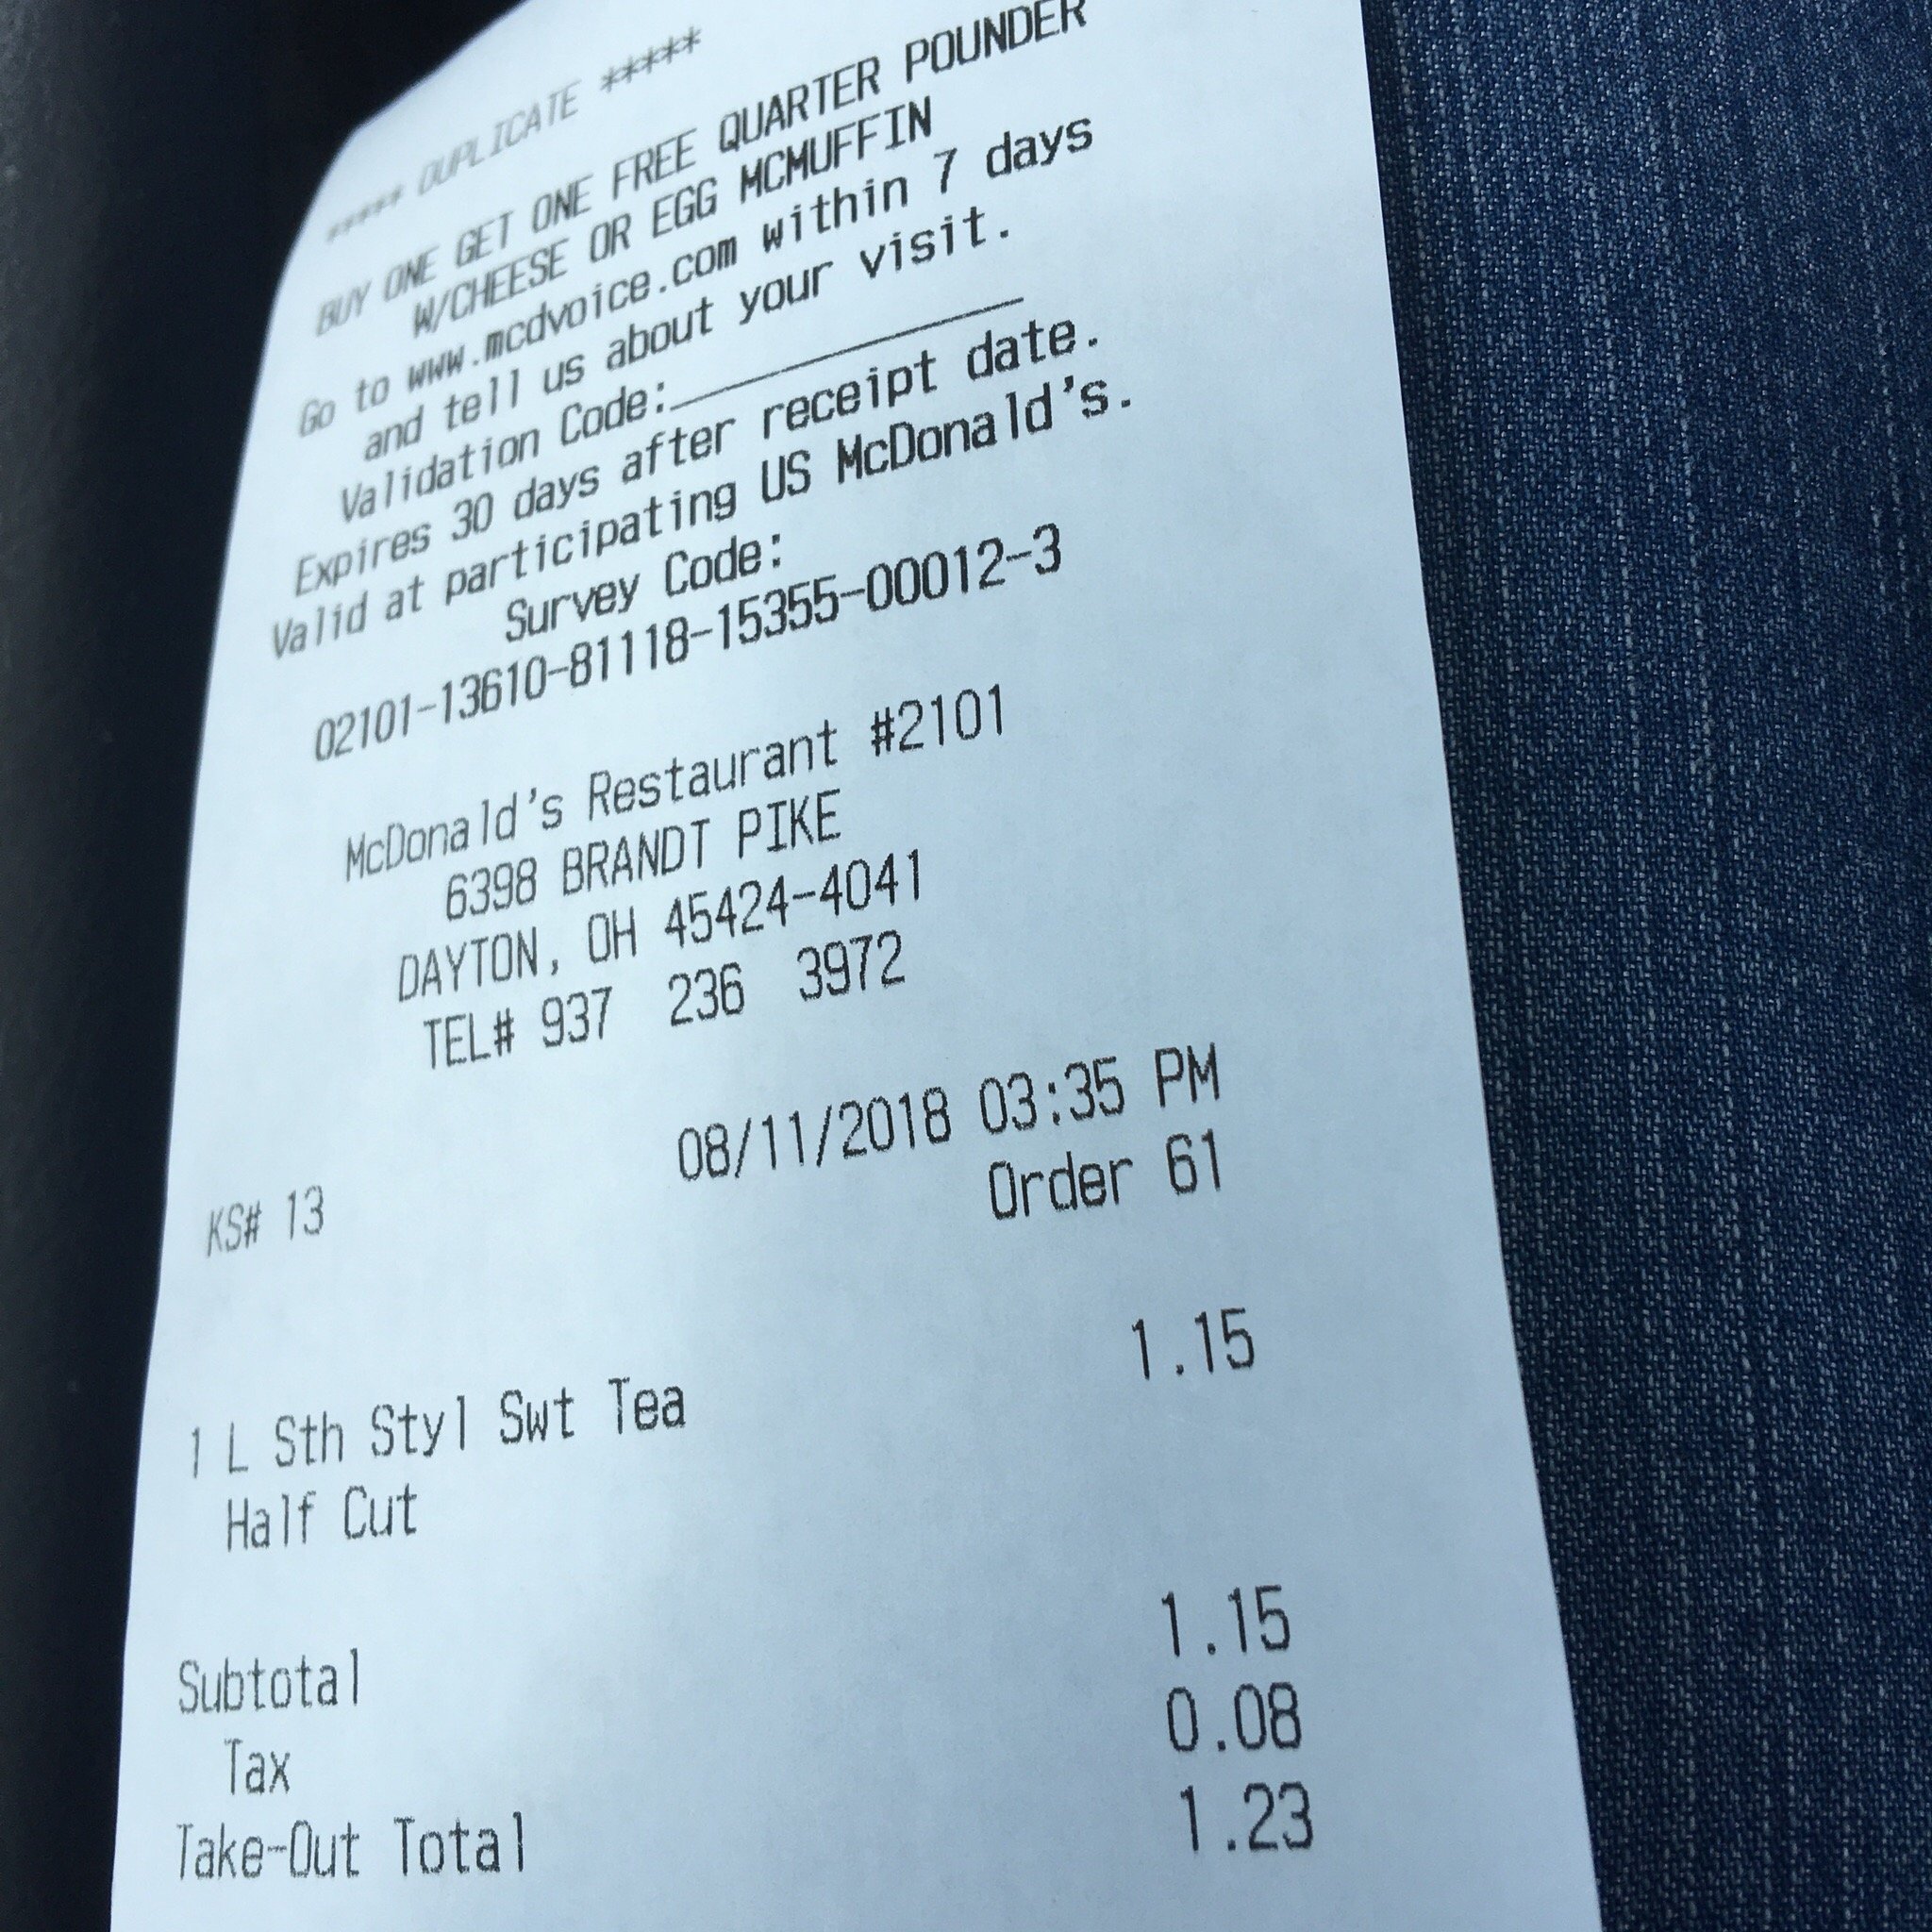 ***** DUPLICATE *****
BUY ONE GET ONE FREE QUARTER POUNDER
W/CHEESE OR EGG MCMUFFIN
Go to www.mcdvoice.com within 7 days
and tell us about your visit.
Validation Code:_______________
Expires 30 days after receipt date.
Valid at participating US McDonald's.
Survey Code:
02101-13610-81118-15355-00012-3
McDonald's Restaurant #2101
6398 BRANDT PIKE
DAYTON, OH 45424-4041
TEL# 937 236 3972
KS# 13 08/11/2018 03:35 PM
Order 61
1 L Sth Styl Swt Tea 1.15
Half Cut
Subtotal 1.15
Tax 0.08
Take-Out Total 1.23